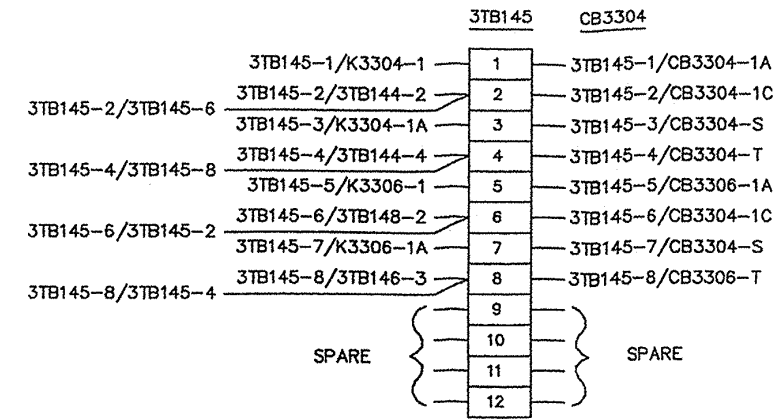 3TB145 CB3304
3TB145-1/K3304-1 1 3TB145-1/CB3304-1A
3TB145-2/3TB144-2 2 3TB145-2/CB3304-1C
3TB145-2/3TB145-6
3TB145-3/K3304-1A 3 3TB145-3/CB3304-S
3TB145-4/3TB144-4 4 3TB145-4/CB3304-T
3TB145-4/3TB145-8
3TB145-5/K3306-1 5 3TB145-5/CB3306-1A
3TB145-6/3TB148-2 6 3TB145-6/CB3304-1C
3TB145-6/3TB145-2
3TB145-7/K3306-1A 7 3TB145-7/CB3304-S
3TB145-8/3TB146-3 8 3TB145-8/CB3306-T
3TB145-8/3TB145-4
9
10
SPARE SPARE
11
12